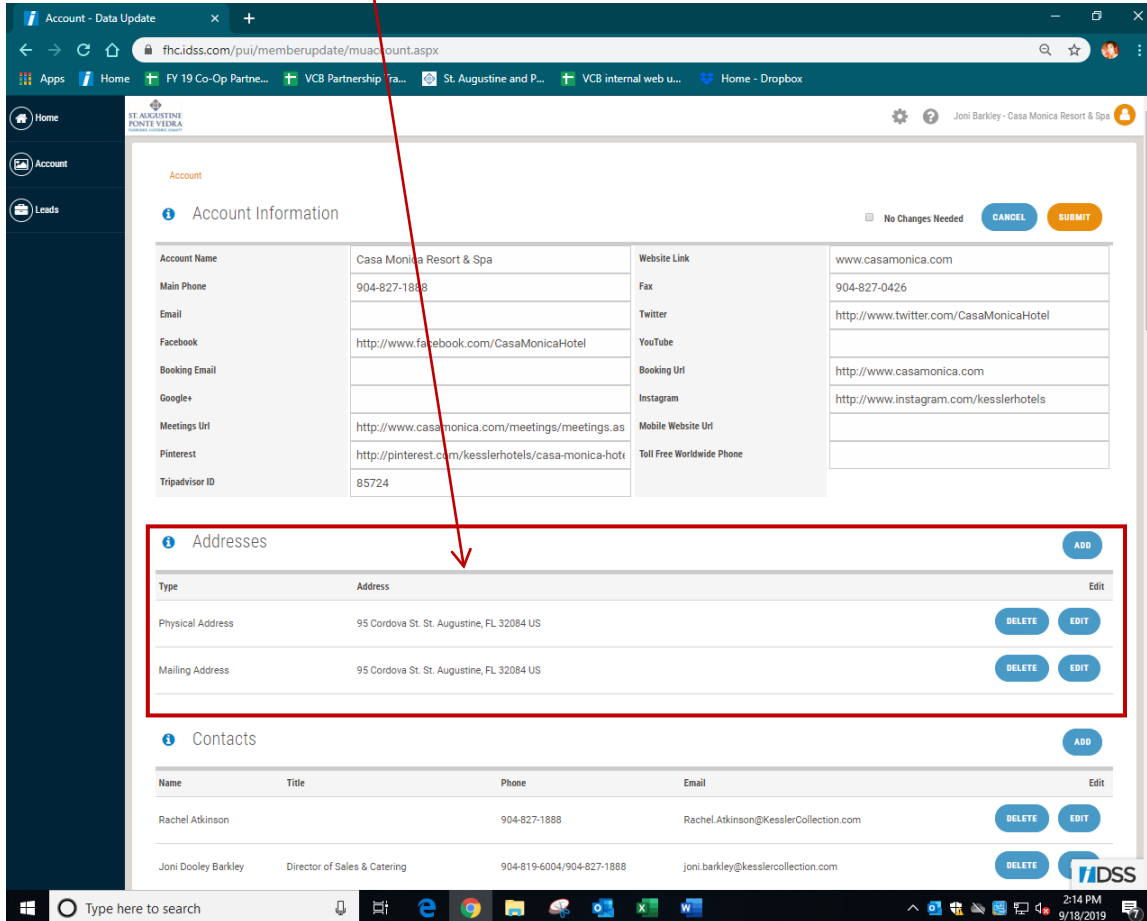 Account - Data Update
fhc.idss.com/pui/memberupdate/muaccount.aspx
Apps Home FY 19 Co-Op Partne... VCB Partnership Tra... St. Augustine and P... VCB internal web u... Home - Dropbox
Home
ST. AUGUSTINE
PONTE VEDRA
Joni Barkley - Casa Monica Resort & Spa
Account
Leads
Account
Account Information
No Changes Needed CANCEL SUBMIT
Account Name Casa Monica Resort & Spa Website Link www.casamonica.com
Main Phone 904-827-1888 Fax 904-827-0426
Email Twitter http://www.twitter.com/CasaMonicaHotel
Facebook http://www.facebook.com/CasaMonicaHotel YouTube
Booking Email Booking Url http://www.casamonica.com
Google+ Instagram http://www.instagram.com/kesslerhotels
Meetings Url http://www.casamonica.com/meetings/meetings.as Mobile Website Url
Pinterest http://pinterest.com/kesslerhotels/casa-monica-hote Toll Free Worldwide Phone
Tripadvisor ID 85724
Addresses ADD
Type Address Edit
Physical Address 95 Cordova St. St. Augustine, FL 32084 US DELETE EDIT
Mailing Address 95 Cordova St. St. Augustine, FL 32084 US DELETE EDIT
Contacts ADD
Name Title Phone Email Edit
Rachel Atkinson 904-827-1888 Rachel.Atkinson@KesslerCollection.com DELETE EDIT
Joni Dooley Barkley Director of Sales & Catering 904-819-6004/904-827-1888 joni.barkley@kesslercollection.com DELETE
iDSS
Type here to search
2:14 PM
9/18/2019